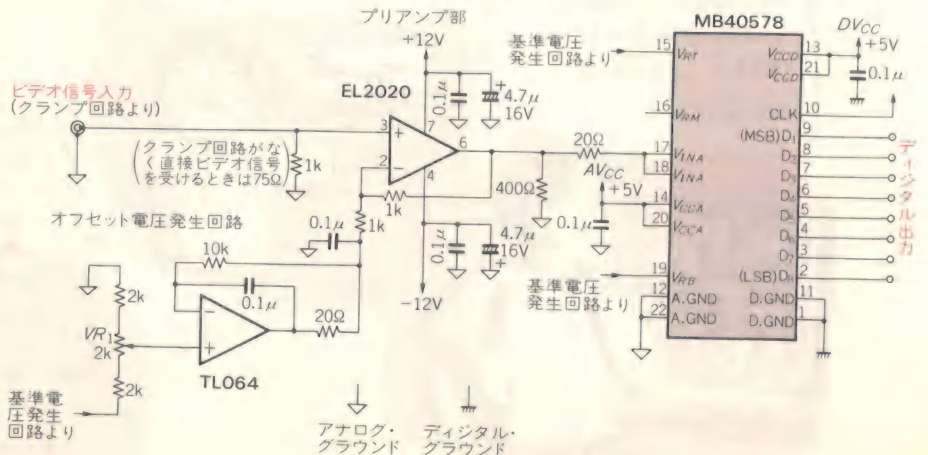 プリアンプ部
+12V
ビデオ信号入力
(クランプ回路より)
(クランプ回路がな
く直接ビデオ信号
を受けるときは75Ω)
1k
EL2020
3
2
7
6
4
+
−
0.1μ
4.7μ
16V
+
1k
1k
0.1μ
400Ω
20Ω
0.1μ
4.7μ
16V
+
−12V
オフセット電圧発生回路
10k
0.1μ
2k
VR1
2k
2k
−
+
TL064
20Ω
基準電
圧発生
回路より
アナログ・
グラウンド
ディジタル・
グラウンド
MB40578
基準電圧
発生回路より
15
VRT
16
VRM
17
VINA
18
VINA
AVCC
+5V
0.1μ
14
VCCA
20
VCCA
基準電圧
発生回路より
19
VRB
12
A.GND
22
A.GND
DVCC
+5V
0.1μ
VCCD
13
VCCD
21
CLK
10
(MSB)D1
9
D2
8
D3
7
D4
6
5
4
D7
3
(LSB)D8
2
D.GND
11
D.GND
1
ディジタル出力